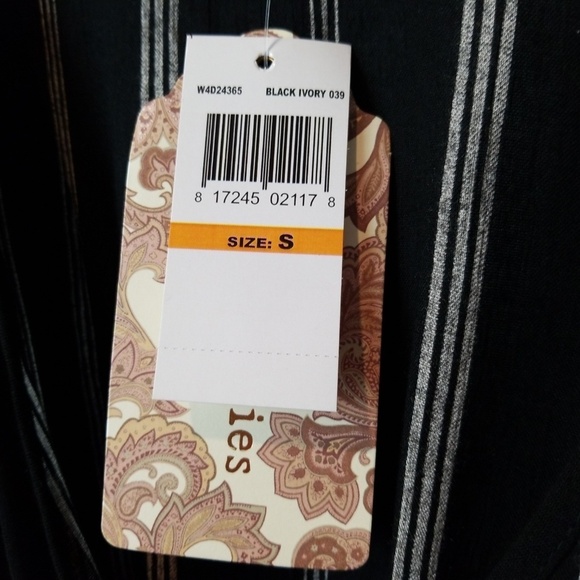 W4D24365 BLACK IVORY 039
8 17245 02117 8
SIZE: S
ies